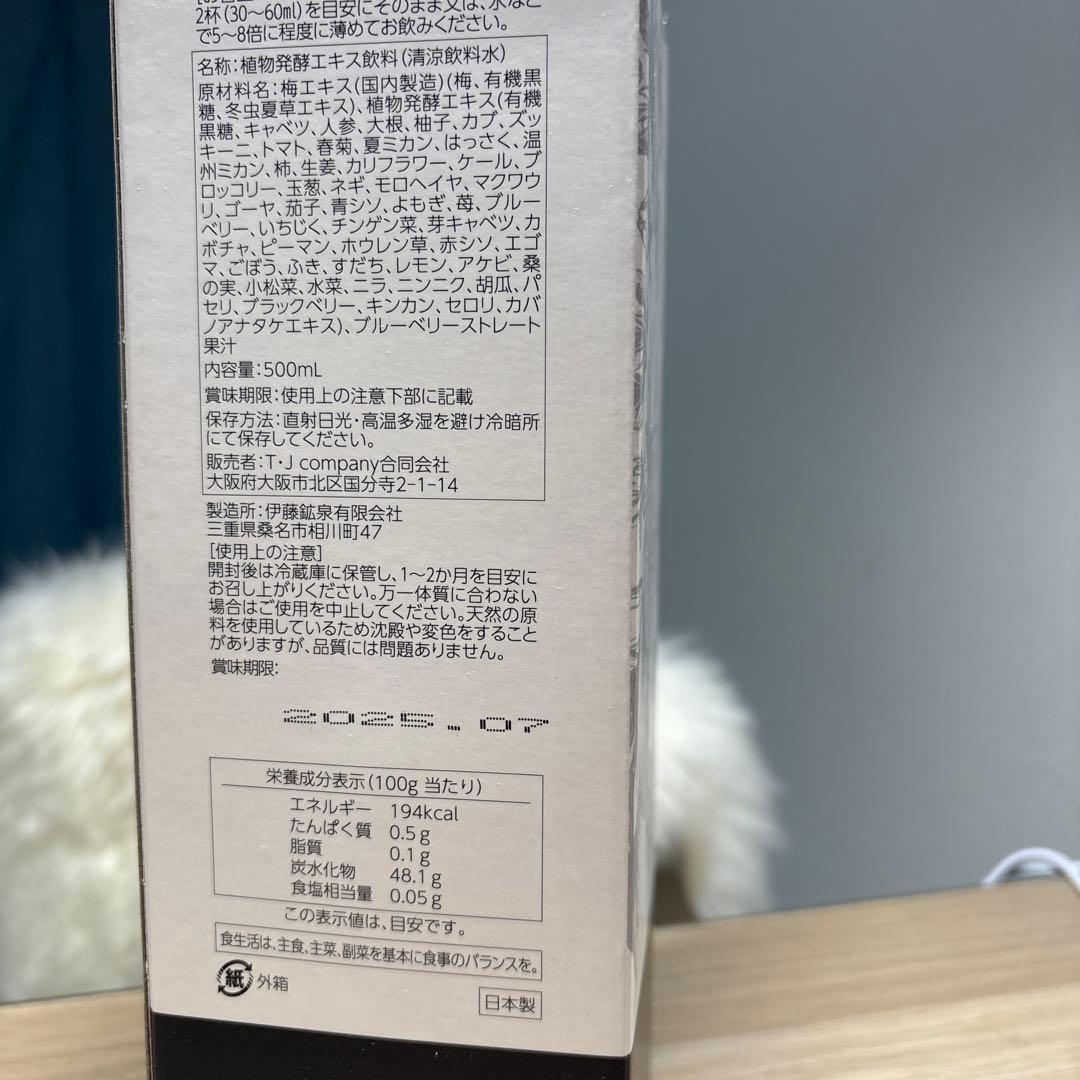 2杯(30～60㎖)を目安にそのまま又は、水など
で5～8倍に程度に薄めてお飲みください。
名称:植物発酵エキス飲料(清涼飲料水)
原材料名:梅エキス(国内製造)(梅、有機黒
糖、冬虫夏草エキス)、植物発酵エキス(有機
黒糖、キャベツ、人参、大根、柚子、カブ、ズッ
キーニ、トマト、春菊、夏ミカン、はっさく、温
州ミカン、柿、生姜、カリフラワー、ケール、ブ
ロッコリー、玉葱、ネギ、モロヘイヤ、マクワウ
リ、ゴーヤ、茄子、青シソ、よもぎ、苺、ブルー
ベリー、いちじく、チンゲン菜、芽キャベツ、カ
ボチャ、ピーマン、ホウレン草、赤シソ、エゴ
マ、ごぼう、ふき、すだち、レモン、アケビ、桑
の実、小松菜、水菜、ニラ、ニンニク、胡瓜、パ
セリ、ブラックベリー、キンカン、セロリ、カバ
ノアナタケエキス)、ブルーベリーストレート
果汁
内容量:500mL
賞味期限:使用上の注意下部に記載
保存方法:直射日光・高温多湿を避け冷暗所
にて保存してください。
販売者:T・J company合同会社
大阪府大阪市北区国分寺2-1-14
製造所:伊藤鉱泉有限会社
三重県桑名市相川町47
[使用上の注意]
開封後は冷蔵庫に保管し、1～2か月を目安に
お召し上がりください。万一体質に合わない
場合はご使用を中止してください。天然の原
料を使用しているため沈殿や変色をすること
がありますが、品質には問題ありません。
賞味期限:
2025.07
栄養成分表示(100g 当たり)
エネルギー 194kcal
たんぱく質 0.5g
脂質 0.1g
炭水化物 48.1g
食塩相当量 0.05g
この表示値は、目安です。
食生活は、主食、主菜、副菜を基本に食事のバランスを。
紙 外箱
日本製